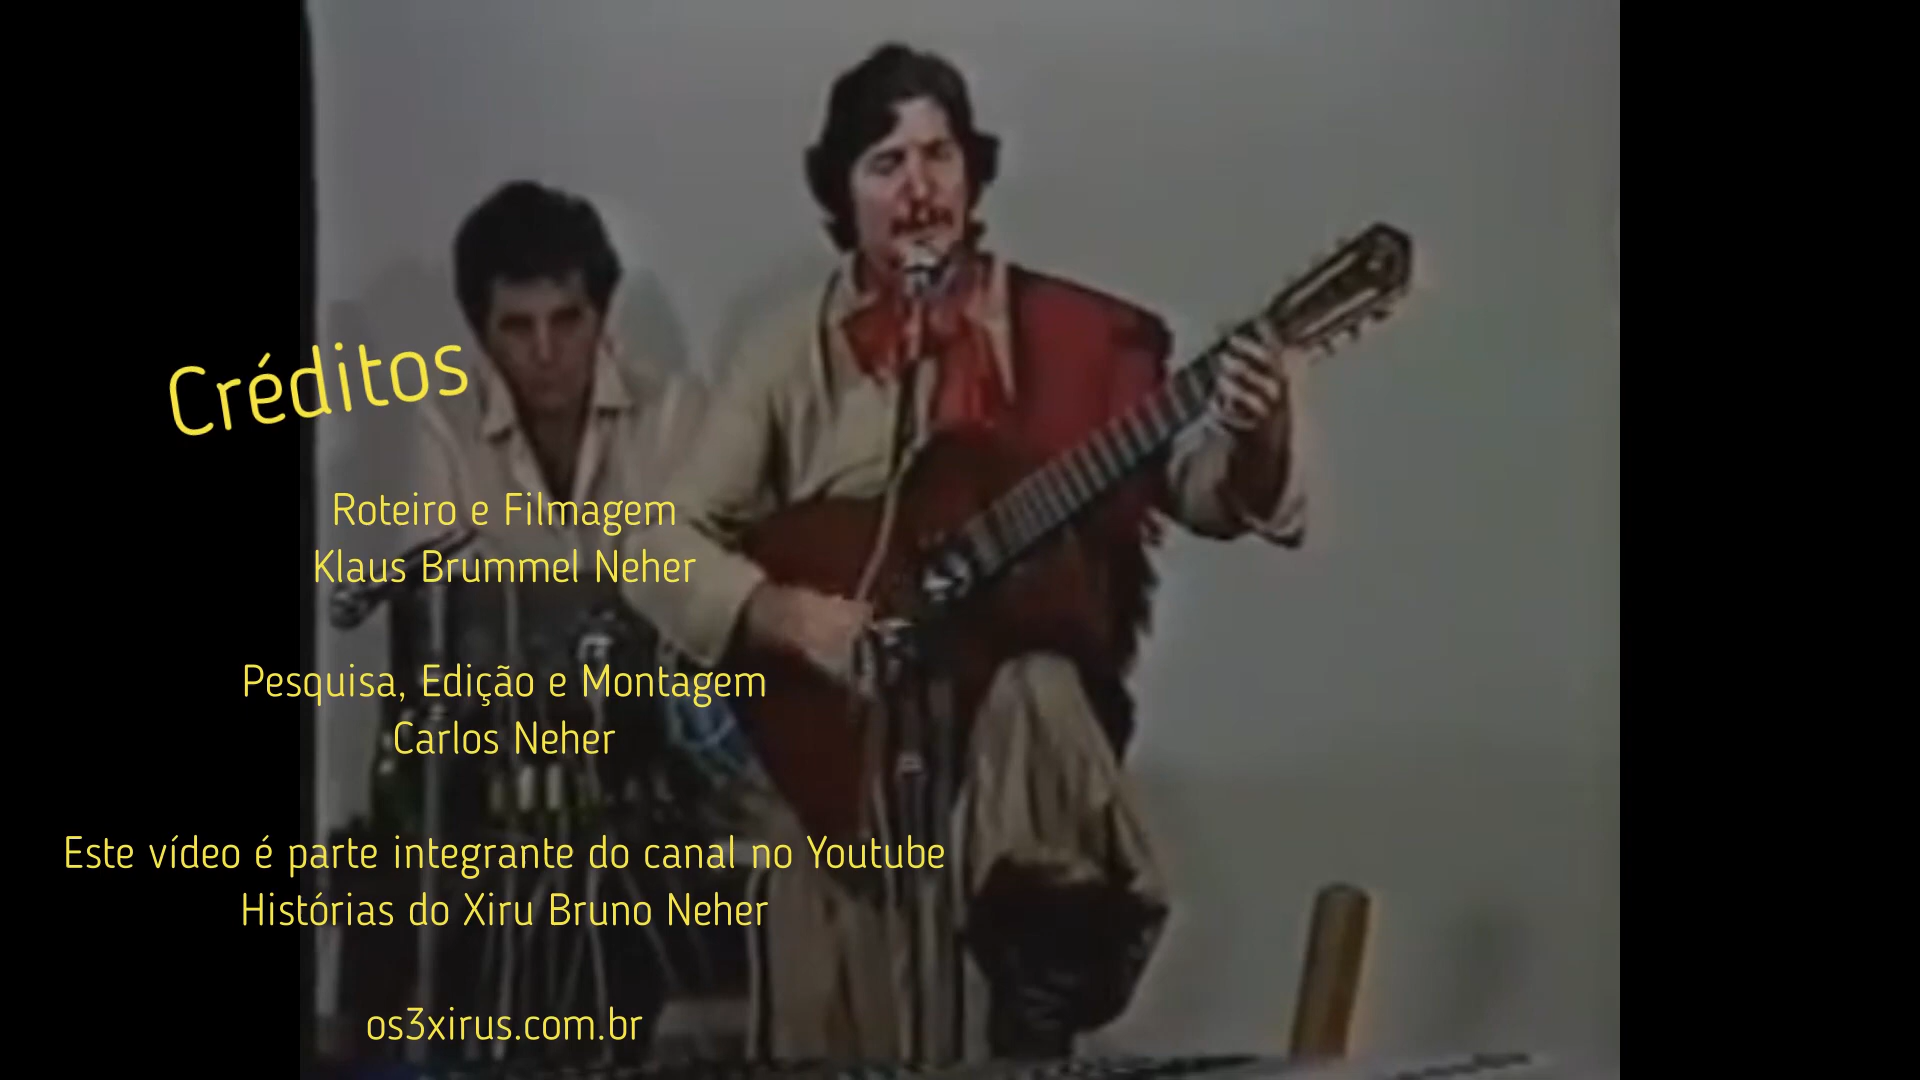 Créditos
Roteiro e Filmagem
Klaus Brummel Neher
Pesquisa, Edição e Montagem
Carlos Neher
Este vídeo é parte integrante do canal no Youtube
Histórias do Xiru Bruno Neher
os3xirus.com.br